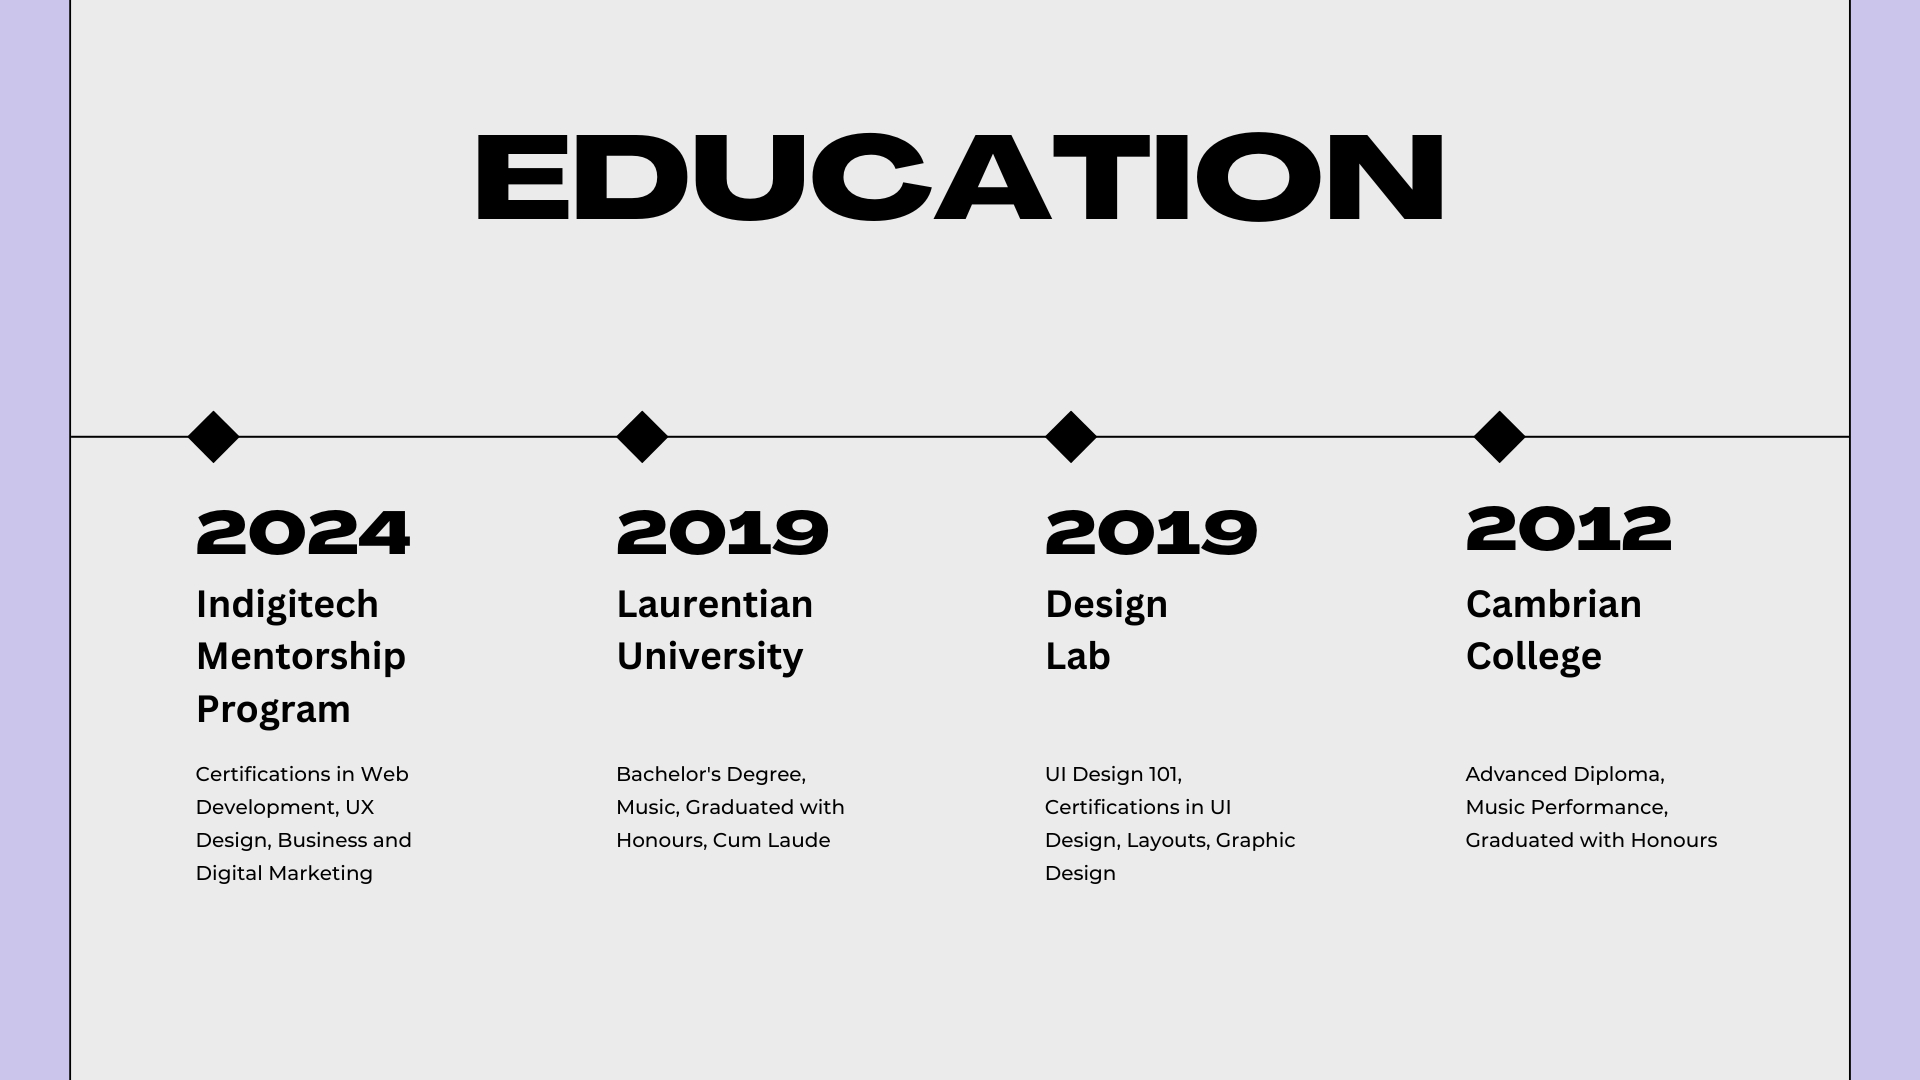 EDUCATION
2024
Indigitech
Mentorship
Program
Certifications in Web
Development, UX
Design, Business and
Digital Marketing
2019
Laurentian
University
Bachelor's Degree,
Music, Graduated with
Honours, Cum Laude
2019
Design
Lab
UI Design 101,
Certifications in UI
Design, Layouts, Graphic
Design
2012
Cambrian
College
Advanced Diploma,
Music Performance,
Graduated with Honours